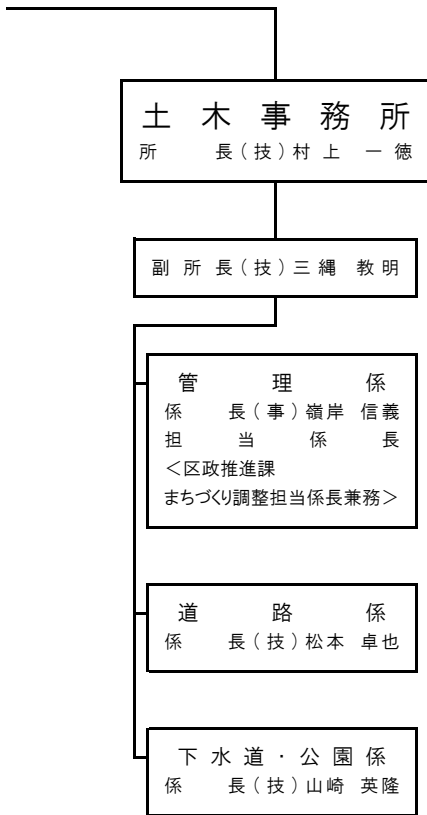 土木事務所
所長(技)村上 一徳
副所長(技)三縄 教明
管理係
係長(事)嶺岸 信義
担当係長
<区政推進課
まちづくり調整担当係長兼務>
道路係
係長(技)松本 卓也
下水道・公園係
係長(技)山崎 英隆